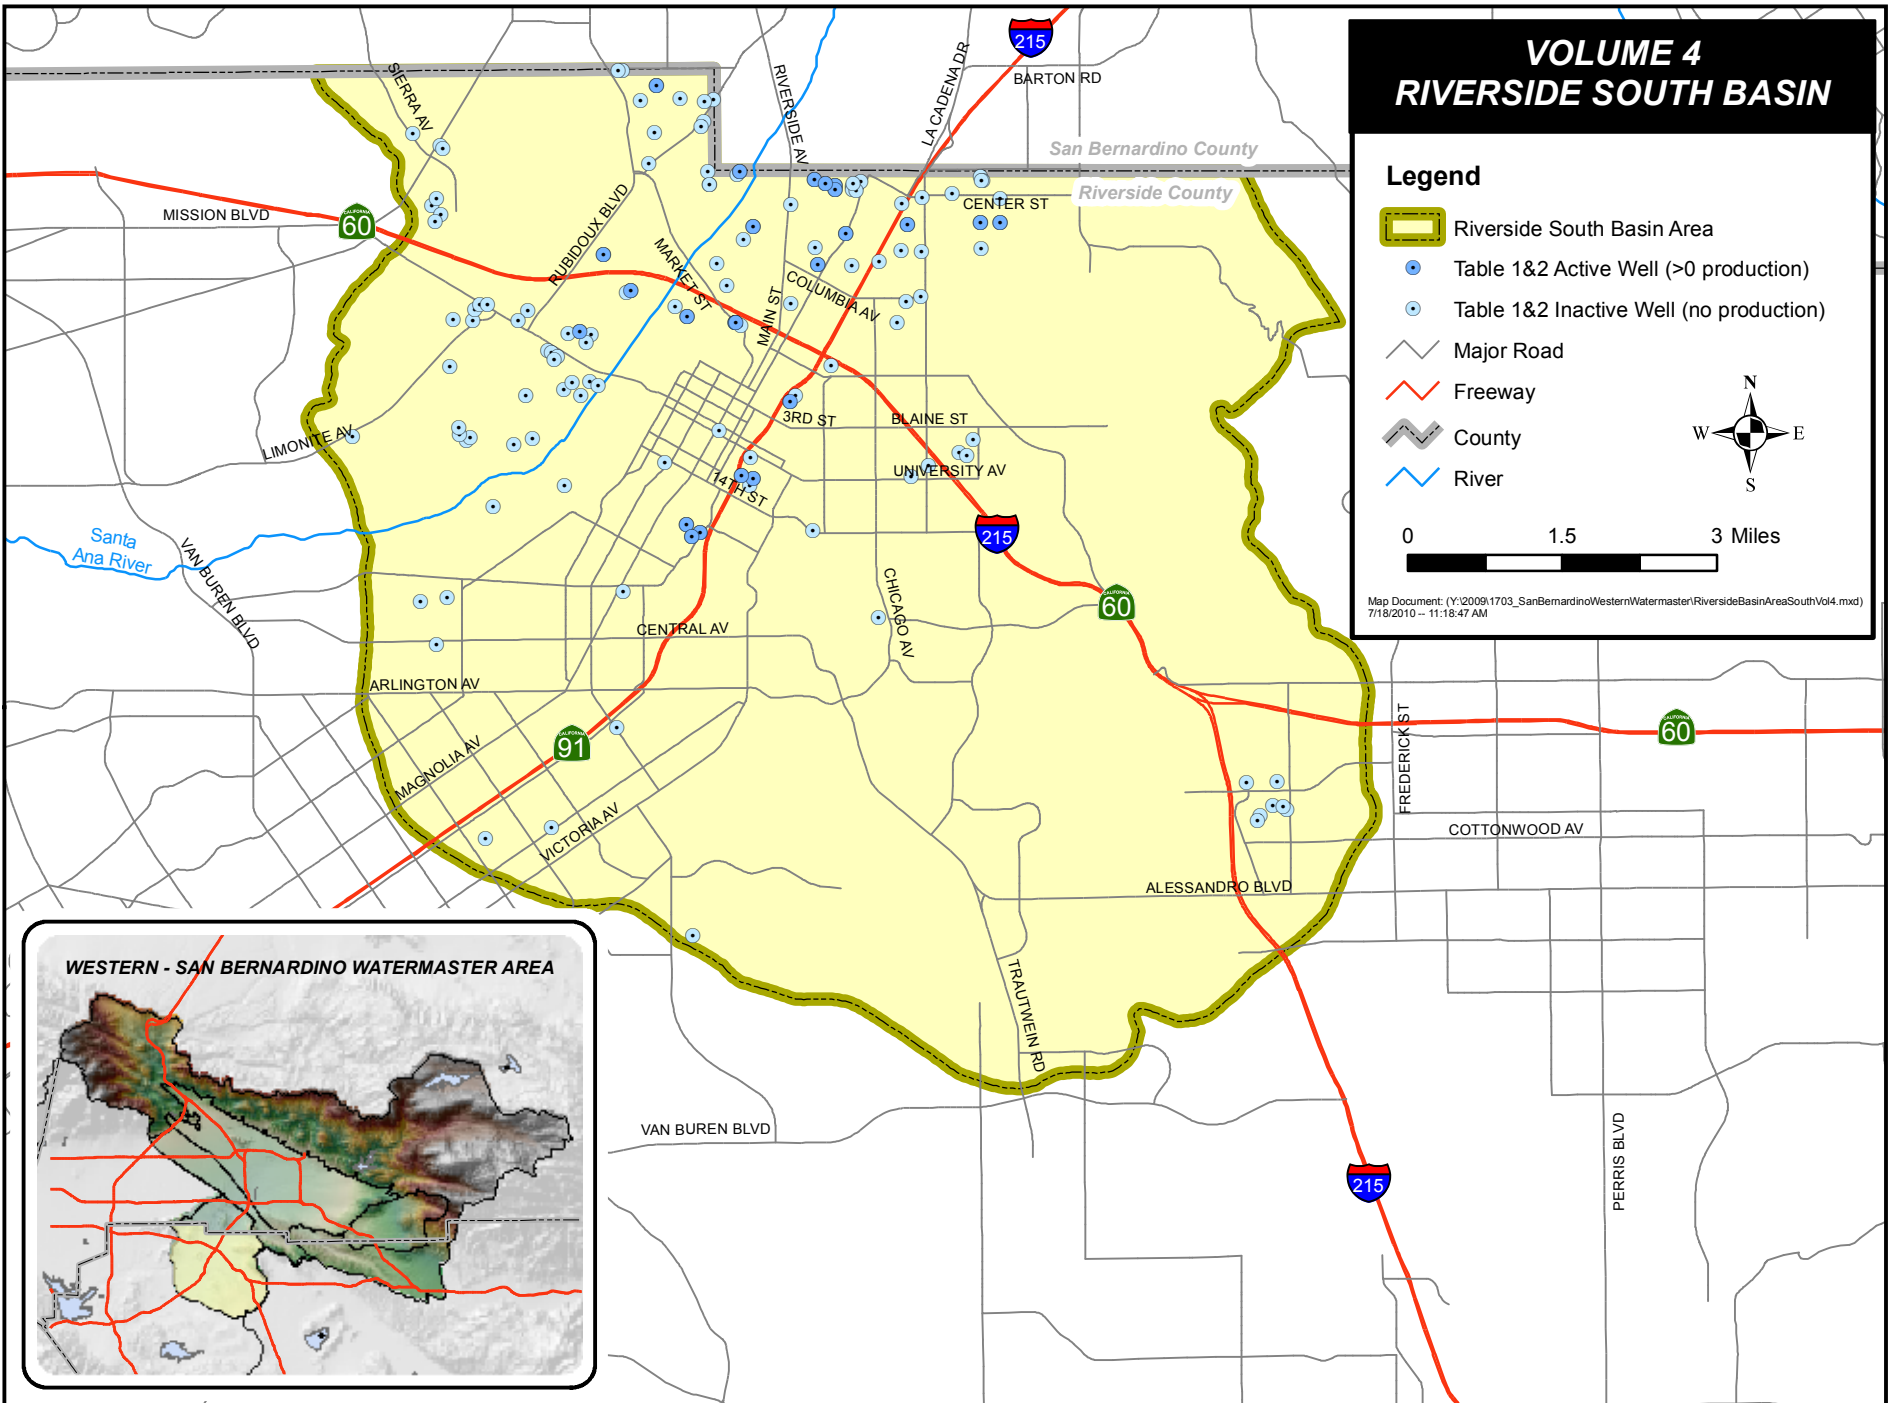 VOLUME 4
RIVERSIDE SOUTH BASIN
Legend
Riverside South Basin Area
Table 1&2 Active Well (>0 production)
Table 1&2 Inactive Well (no production)
Major Road
Freeway
County
River
N
W E
S
0 1.5 3 Miles
Map Document: (Y:\2009\1703_SanBernardinoWesternWatermaster\RiversideBasinAreaSouthVol4.mxd)
7/18/2010 -- 11:18:47 AM
215
BARTON RD
LA CADENA DR
RIVERSIDE AV
SIERRA AV
San Bernardino County
Riverside County
CENTER ST
MISSION BLVD
CALIFORNIA
60
RUBIDOUX BLVD
MARKET ST
MAIN ST
COLUMBIA AV
3RD ST
BLAINE ST
LIMONITE AV
UNIVERSITY AV
14TH ST
215
Santa
Ana River
VAN BUREN BLVD
CHICAGO AV
CALIFORNIA
60
CENTRAL AV
ARLINGTON AV
MAGNOLIA AV
CALIFORNIA
91
VICTORIA AV
FREDERICK ST
CALIFORNIA
60
COTTONWOOD AV
ALESSANDRO BLVD
TRAUTWEIN RD
VAN BUREN BLVD
PERRIS BLVD
215
WESTERN - SAN BERNARDINO WATERMASTER AREA